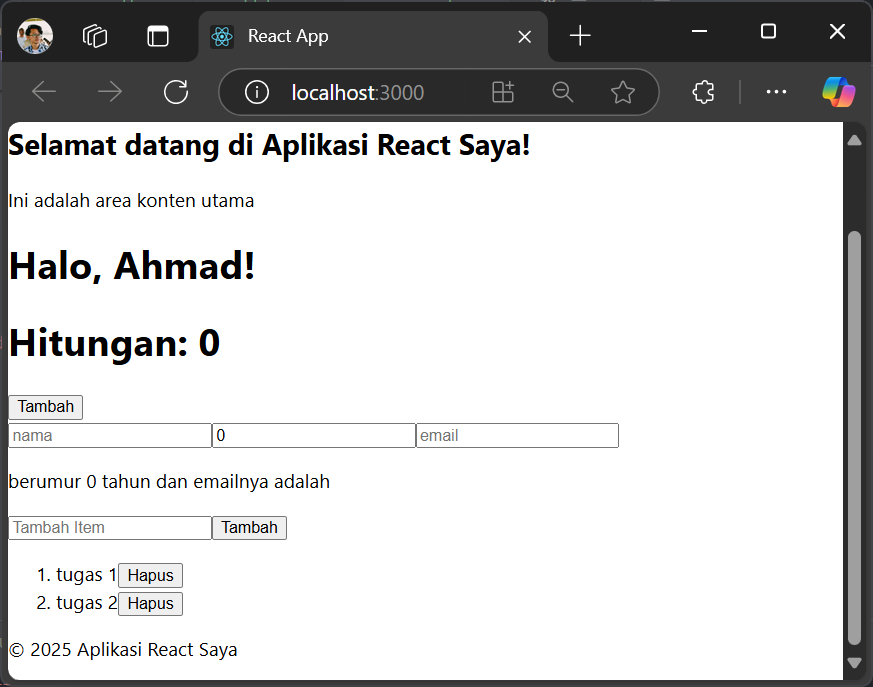 React App
localhost:3000
Selamat datang di Aplikasi React Saya!
Ini adalah area konten utama
Halo, Ahmad!
Hitungan: 0
Tambah
nama 0 email
berumur 0 tahun dan emailnya adalah
Tambah Item Tambah
1. tugas 1 Hapus
2. tugas 2 Hapus
© 2025 Aplikasi React Saya